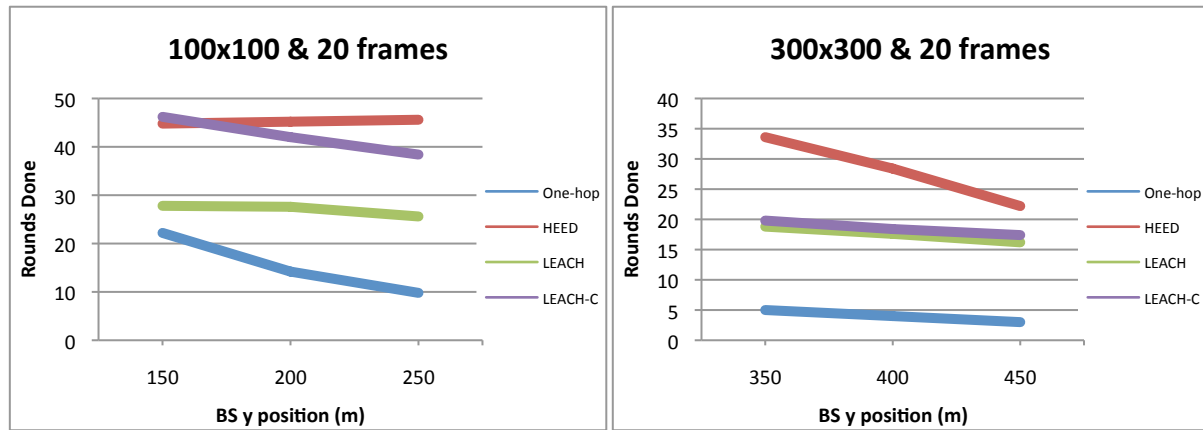 100x100 & 20 frames
Rounds Done
50
40
30
20
10
0
150 200 250
BS y position (m)
One-hop
HEED
LEACH
LEACH-C
300x300 & 20 frames
Rounds Done
40
35
30
25
20
15
10
5
0
350 400 450
BS y position (m)
One-hop
HEED
LEACH
LEACH-C